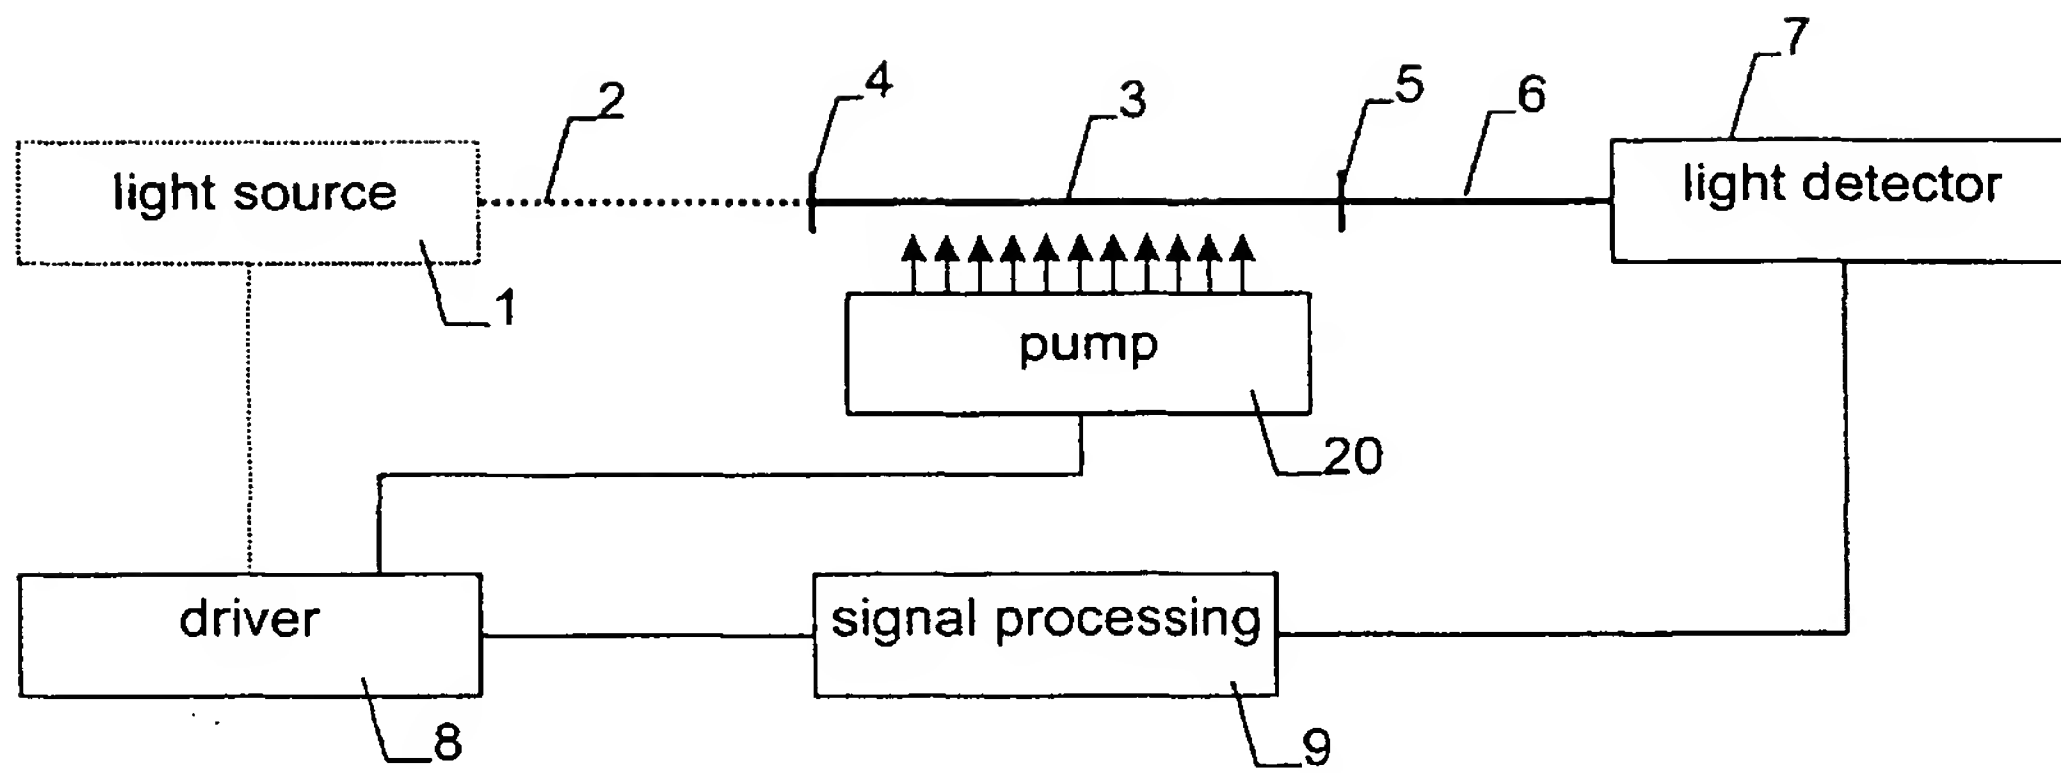 7
4
2
3
5
6
light source
light detector
1
pump
20
driver
signal processing
8
9